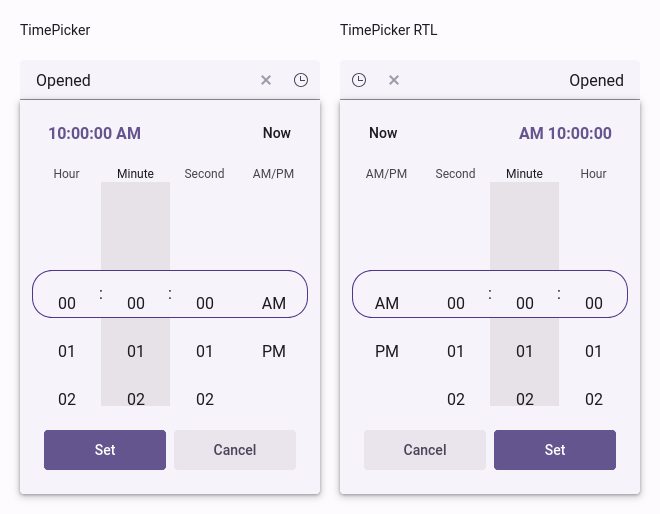 TimePicker
Opened
10:00:00 AM Now
Hour Minute Second AM/PM
00 : 00 : 00 AM
01 01 01 PM
02 02 02
Set Cancel
TimePicker RTL
Opened
Now AM 10:00:00
AM/PM Second Minute Hour
AM 00 : 00 : 00
PM 01 01 01
02 02 02
Cancel Set